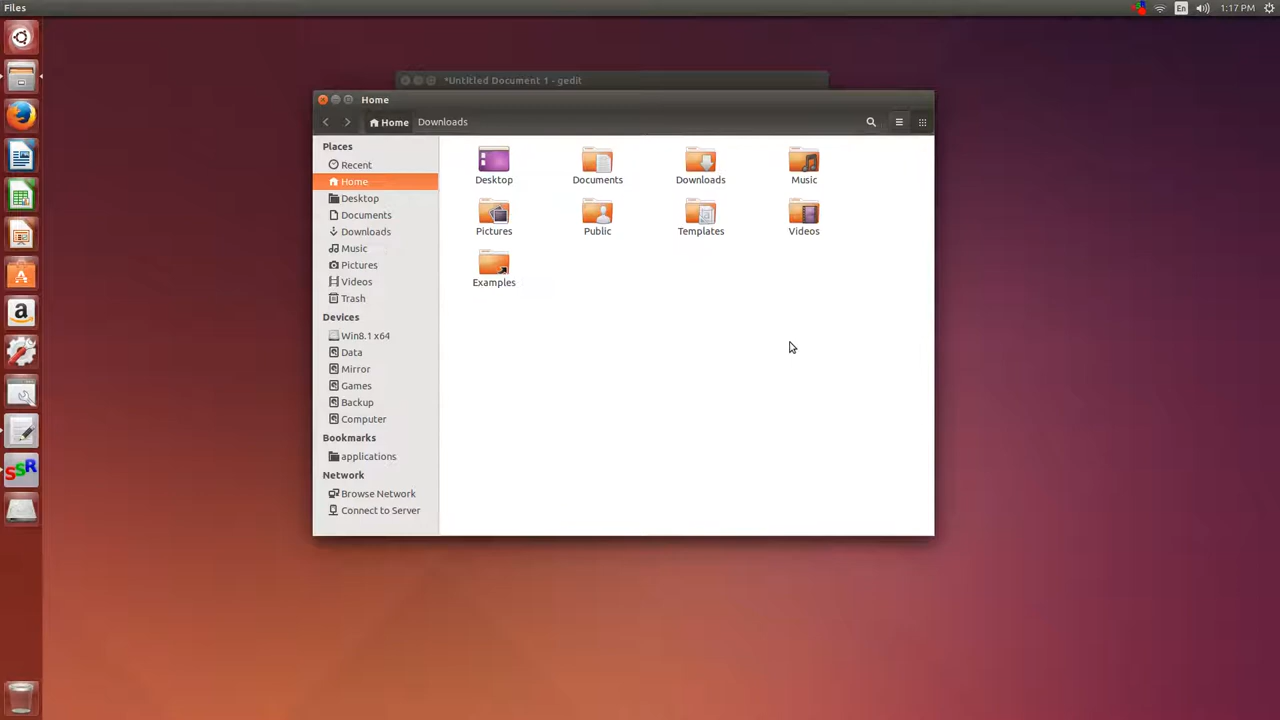 Files
En
1:17 PM
*Untitled Document 1 - gedit
Home
Home Downloads
Places
Recent
Home
Desktop
Documents
Downloads
Music
Pictures
Videos
Trash
Devices
Win8.1 x64
Data
Mirror
Games
Backup
Computer
Bookmarks
applications
Network
Browse Network
Connect to Server
Desktop Documents Downloads Music
Pictures Public Templates Videos
Examples
A
a
SSR